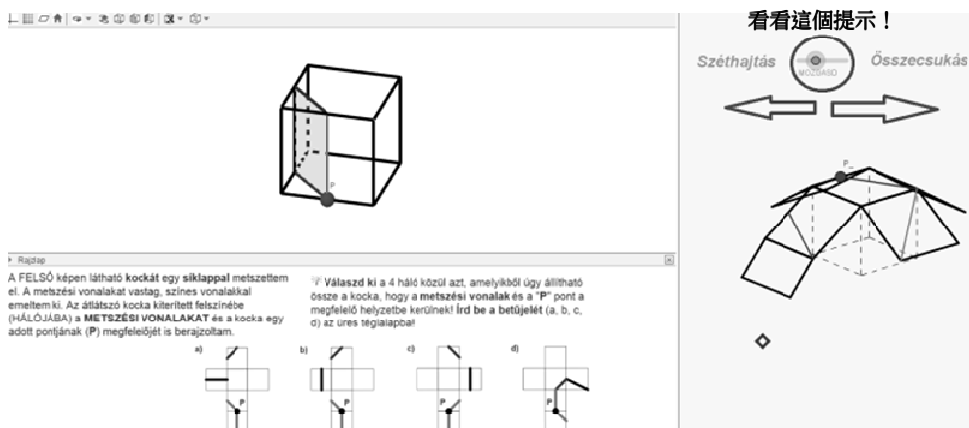 看看這個提示！
Széthajtás
MOZGASD
Összecsukás
P
P
Rajzlap
A FELSŐ képen látható kockát egy síklappal metszettem
el. A metszési vonalakat vastag, színes vonalakkal
emeltem ki. Az átlátszó kocka kiterített felszínébe
(HÁLÓJÁBA) a METSZÉSI VONALAKAT és a kocka egy
adott pontjának (P) megfelelőjét is berajzoltam.
Válaszd ki a 4 háló közül azt, amelyikből úgy állítható
össze a kocka, hogy a metszési vonalak és a "P" pont a
megfelelő helyzetbe kerülnek! Írd be a betűjelét (a, b, c,
d) az üres téglalapba!
a) b) c) d)
P P P P